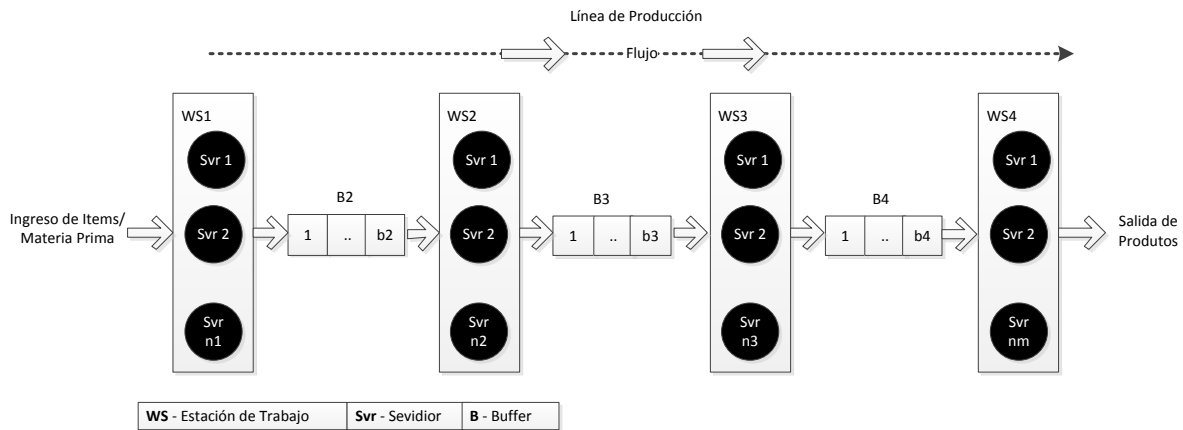 Línea de Producción
Flujo
WS1
Svr 1
Svr 2
Svr
n1
WS2
Svr 1
Svr 2
Svr
n2
WS3
Svr 1
Svr 2
Svr
n3
WS4
Svr 1
Svr 2
Svr
nm
Ingreso de Items/
Materia Prima
B2
1 .. b2
B3
1 .. b3
B4
1 .. b4
Salida de
Produtos
WS - Estación de Trabajo Svr - Sevidior B - Buffer